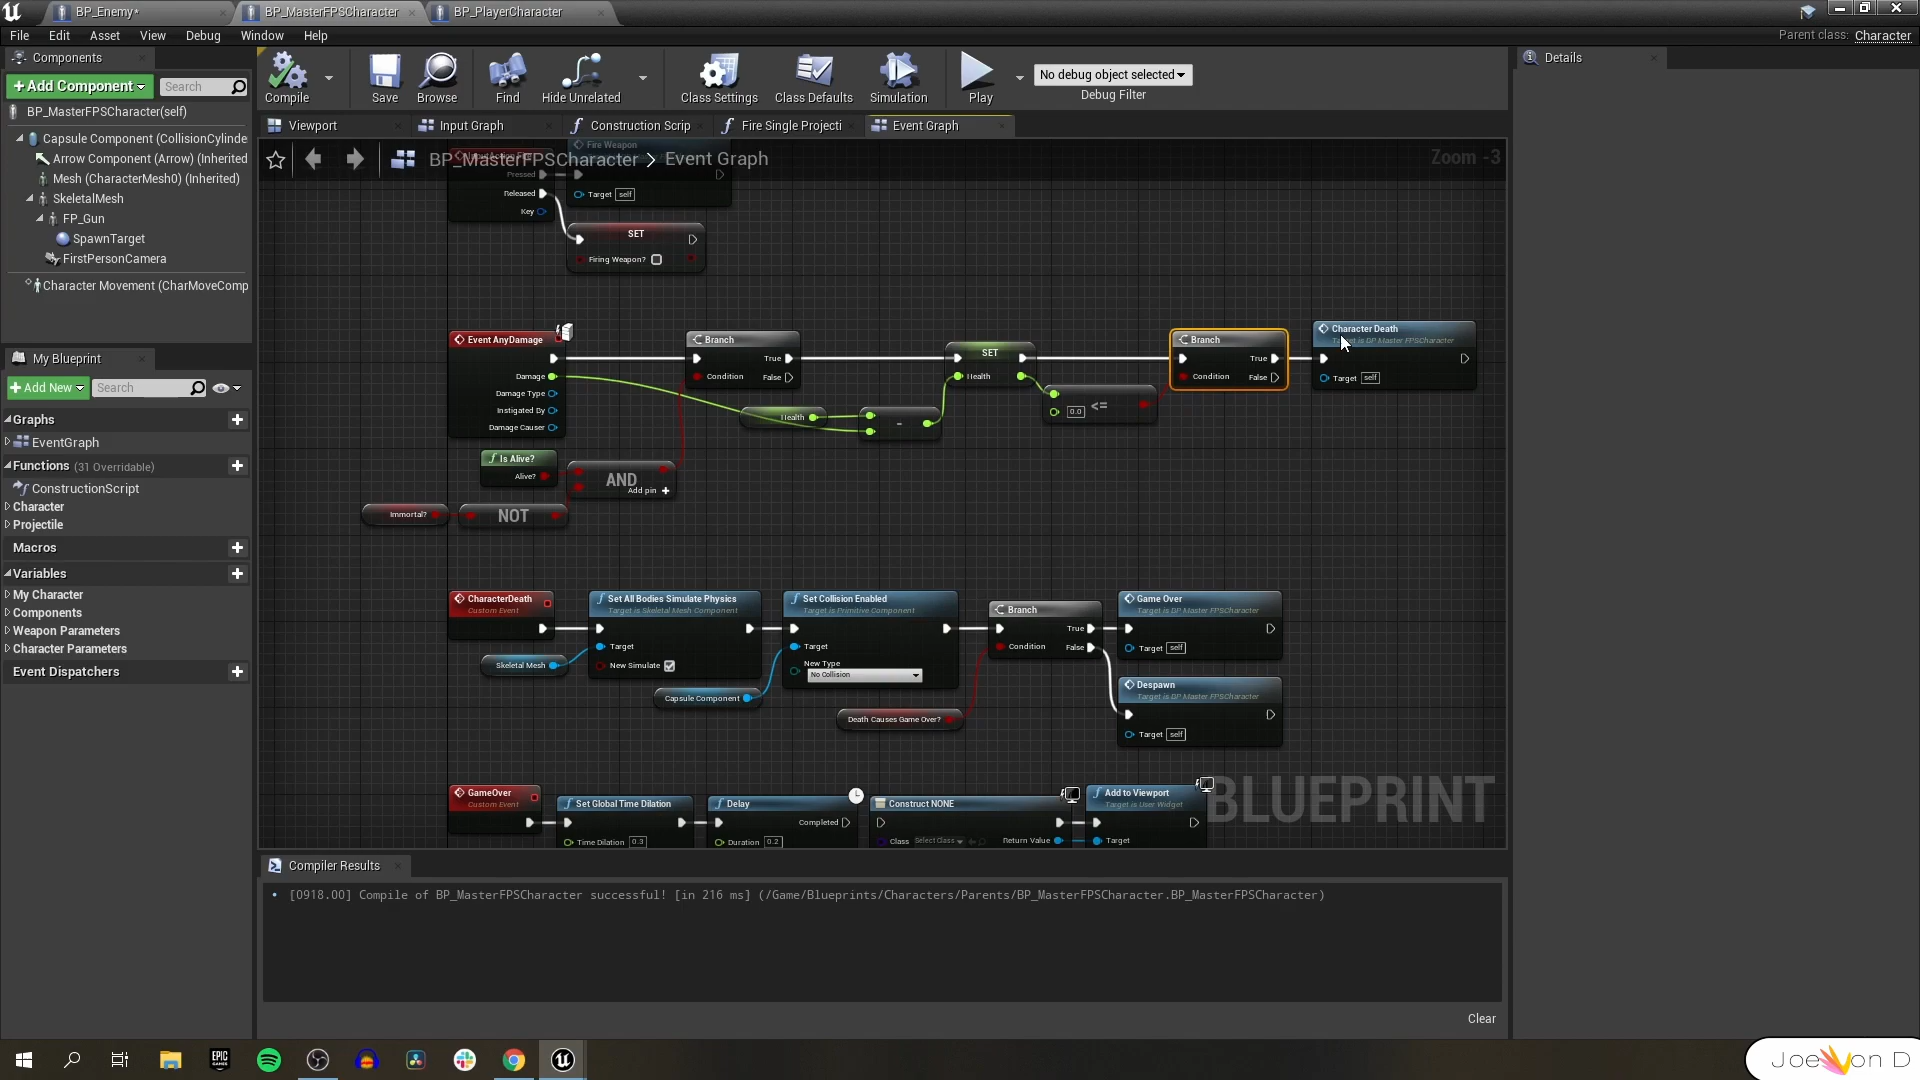 BP_Enemy*
BP_MasterFPSCharacter
BP_PlayerCharacter
File Edit Asset View Debug Window Help
Parent class: Character
Components
+Add Component
Search
BP_MasterFPSCharacter(self)
Capsule Component (CollisionCylinde
Arrow Component (Arrow) (Inherited
Mesh (CharacterMesh0) (Inherited)
SkeletalMesh
FP_Gun
SpawnTarget
FirstPersonCamera
Character Movement (CharMoveComp
My Blueprint
+Add New
Search
Graphs
EventGraph
Functions (31 Overridable)
ConstructionScript
Character
Projectile
Macros
Variables
My Character
Components
Weapon Parameters
Character Parameters
Event Dispatchers
Compile
Save
Browse
Find
Hide Unrelated
Class Settings
Class Defaults
Simulation
Play
No debug object selected
Debug Filter
Details
Viewport
Input Graph
Construction Scrip
Fire Single Projecti
Event Graph
BP_MasterFPSCharacter > Event Graph
Zoom -3
Fire Weapon
Target self
Pressed
Released
Key
SET
Firing Weapon?
Event AnyDamage
Damage
Damage Type
Instigated By
Damage Causer
Branch
True
Condition
False
SET
Health
Health
-
0.0 <=
Branch
True
Condition
False
Character Death
Target is BP Master FPSCharacter
Target self
Is Alive?
Alive?
AND
Add pin +
Immortal?
NOT
CharacterDeath
Custom Event
Set All Bodies Simulate Physics
Target is Skeletal Mesh Component
Target
New Simulate
Skeletal Mesh
Set Collision Enabled
Target is Primitive Component
Target
New Type
No Collision
Capsule Component
Branch
True
Condition
False
Death Causes Game Over?
Game Over
Target is BP Master FPSCharacter
Target self
Despawn
Target is BP Master FPSCharacter
Target self
GameOver
Custom Event
Set Global Time Dilation
Time Dilation 0.3
Delay
Completed
Duration 0.2
Construct NONE
Class Select Class
Return Value
Add to Viewport
Target is User Widget
Target
BLUEPRINT
Compiler Results
[0918.00] Compile of BP_MasterFPSCharacter successful! [in 216 ms] (/Game/Blueprints/Characters/Parents/BP_MasterFPSCharacter.BP_MasterFPSCharacter)
Clear
EPIC GAMES